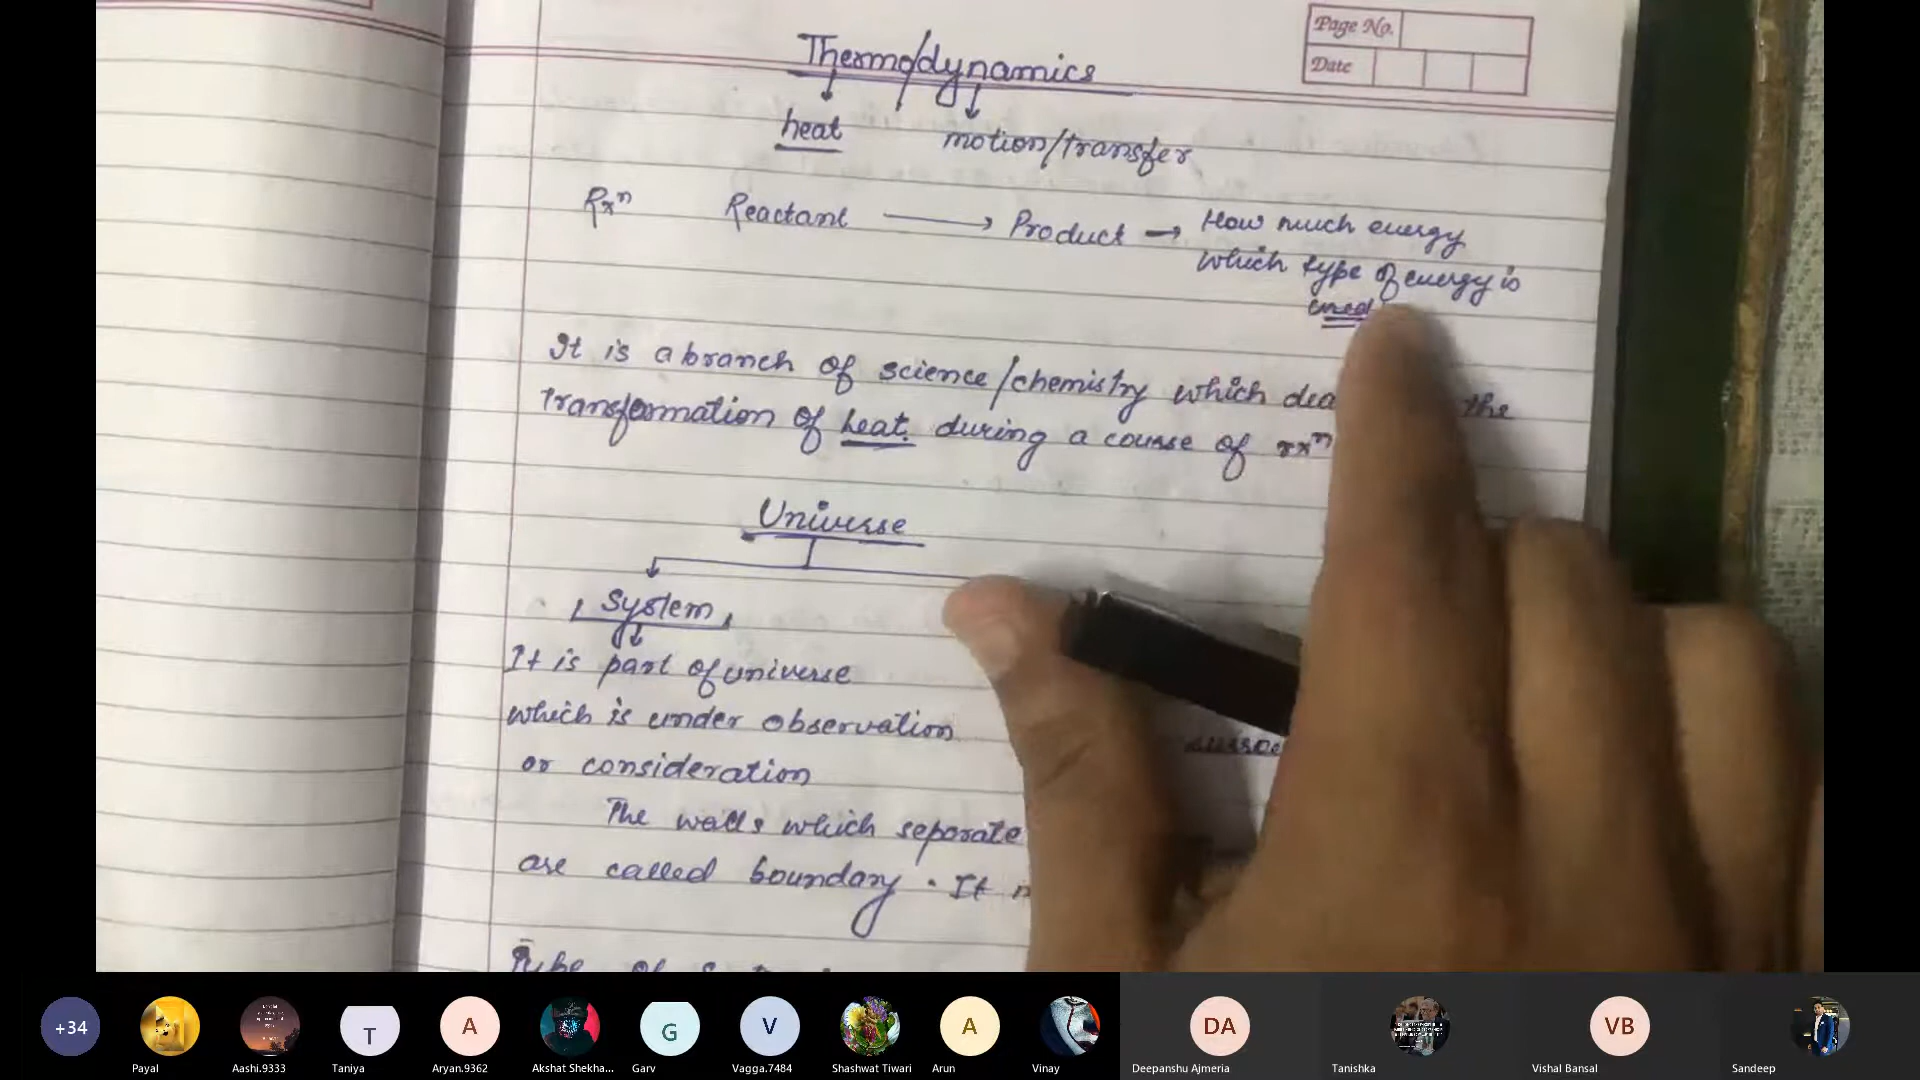 Page No.
Date
Thermo/dynamics
heat motion/transfer
Rxⁿ Reactant → Product → How much energy
which type of energy is
used
It is a branch of science/chemistry which dea the
transformation of heat during a course of rxⁿ
Universe
System
It is part of universe
which is under observation
or consideration
The walls which seporate
are called boundary. It
+34
T
A
G
V
A
DA
VB
Payal
Aashi.9333
Taniya
Aryan.9362
Akshat Shekha...
Garv
Vagga.7484
Shashwat Tiwari
Arun
Vinay
Deepanshu Ajmeria
Tanishka
Vishal Bansal
Sandeep